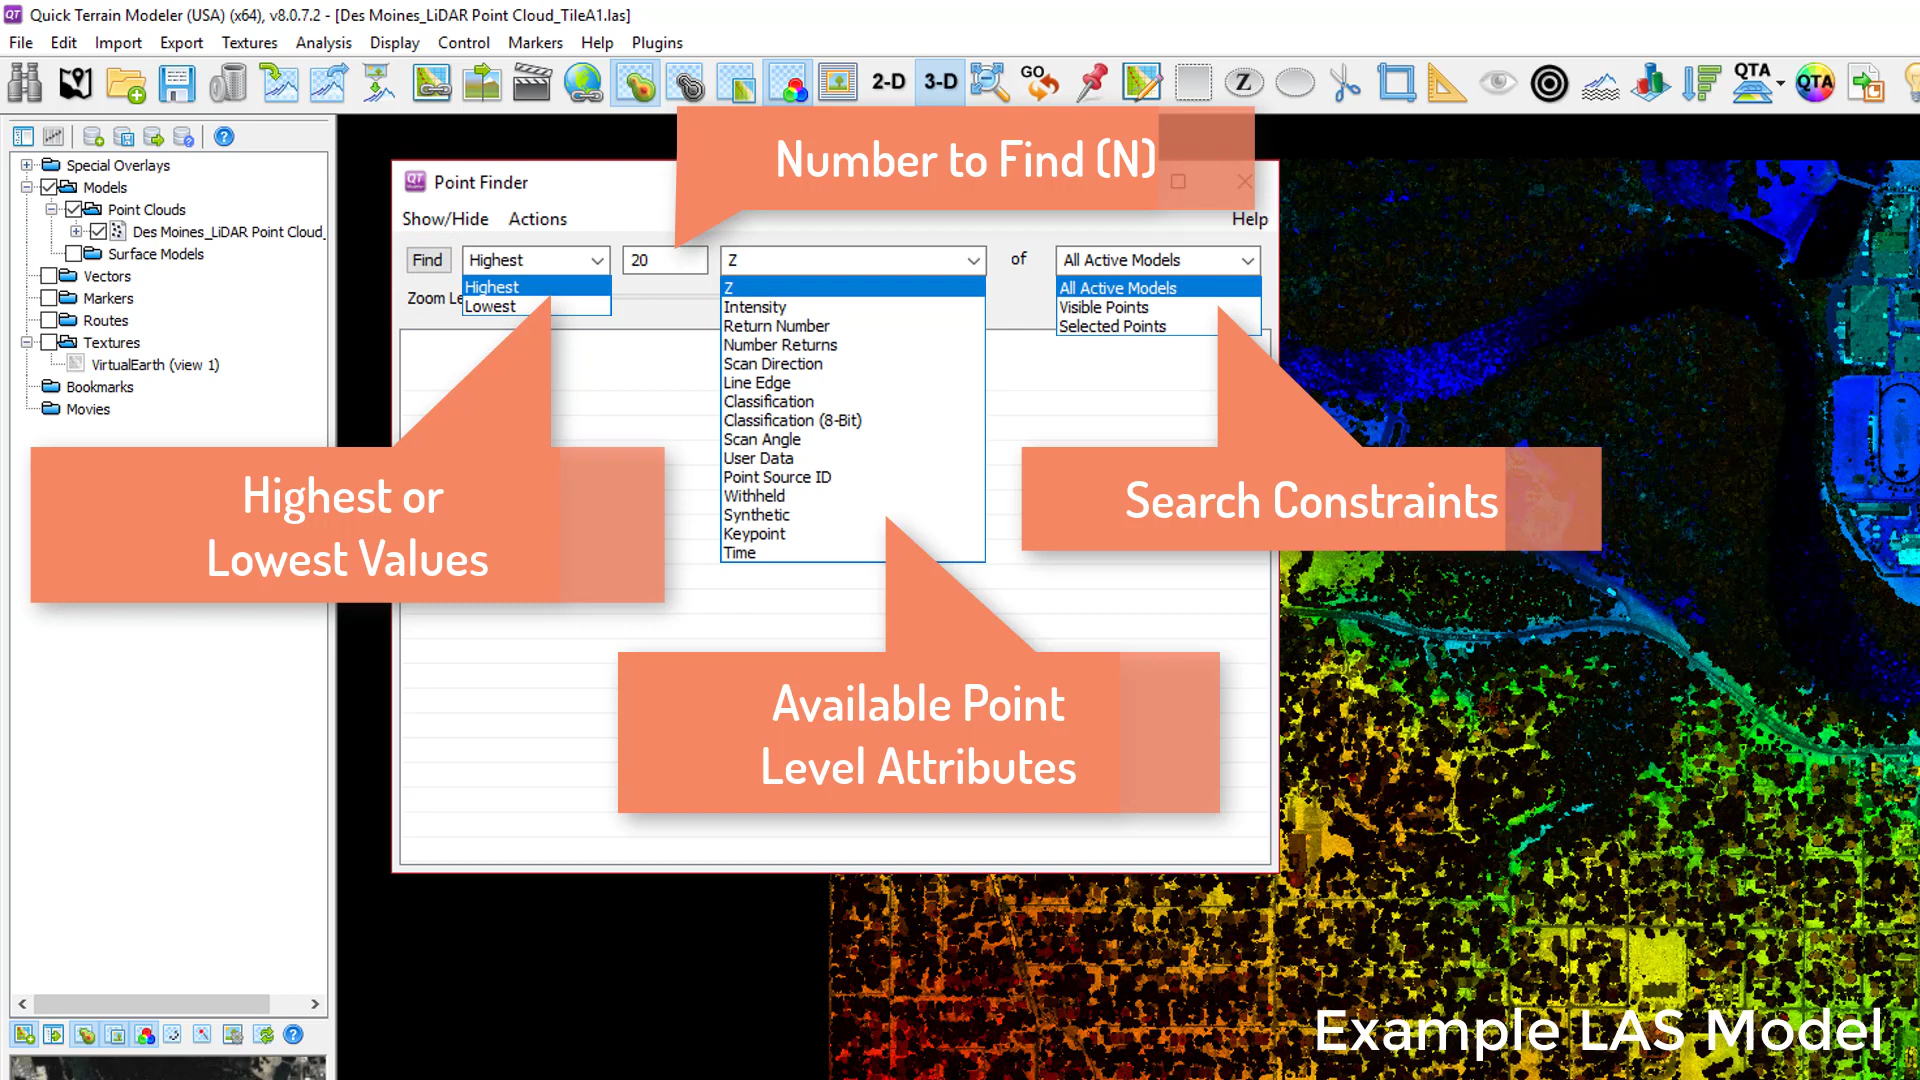 Quick Terrain Modeler (USA) (x64), v8.0.7.2 - [Des Moines_LiDAR Point Cloud_TileA1.las]
File Edit Import Export Textures Analysis Display Control Markers Help Plugins
2-D 3-D GO Z QTA QTA
Special Overlays
Models
Point Clouds
Des Moines_LiDAR Point Cloud_
Surface Models
Vectors
Markers
Routes
Textures
VirtualEarth (view 1)
Bookmarks
Movies
Number to Find (N)
Point Finder
Show/Hide Actions Help
Find Highest 20 Z of All Active Models
Highest
Lowest
Zoom Le
Z
Intensity
Return Number
Number Returns
Scan Direction
Line Edge
Classification
Classification (8-Bit)
Scan Angle
User Data
Point Source ID
Withheld
Synthetic
Keypoint
Time
All Active Models
Visible Points
Selected Points
Highest or
Lowest Values
Search Constraints
Available Point
Level Attributes
Example LAS Model